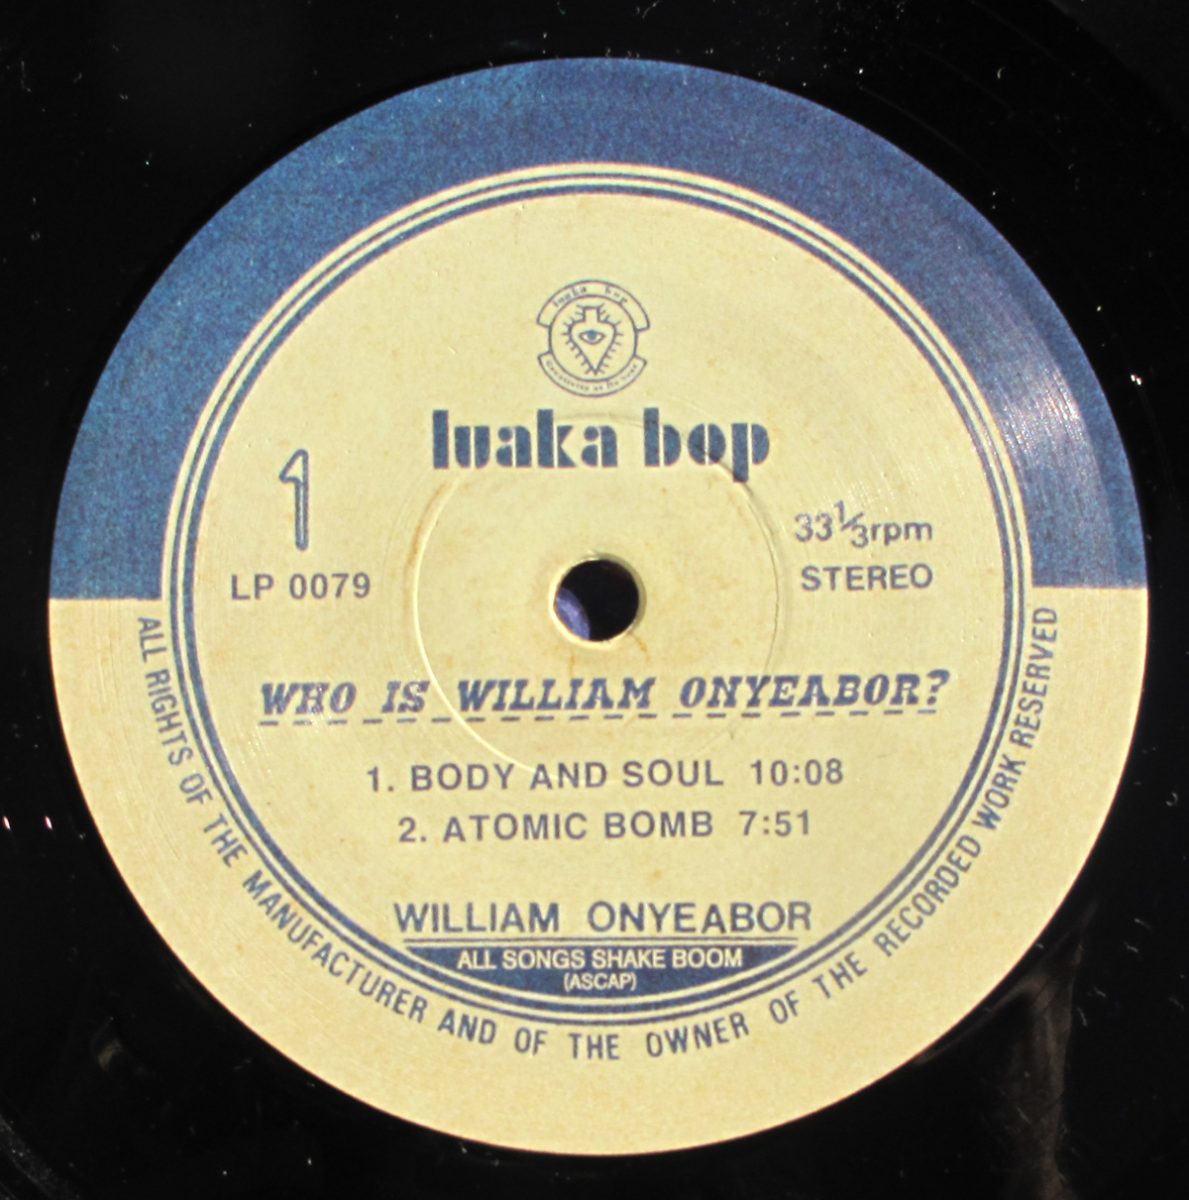 luaka bop
luaka bop
1
LP 0079
33⅓rpm
STEREO
WHO IS WILLIAM ONYEABOR?
1. BODY AND SOUL 10:08
2. ATOMIC BOMB 7:51
WILLIAM ONYEABOR
ALL SONGS SHAKE BOOM
(ASCAP)
ALL RIGHTS OF THE MANUFACTURER AND OF THE OWNER OF THE RECORDED WORK RESERVED